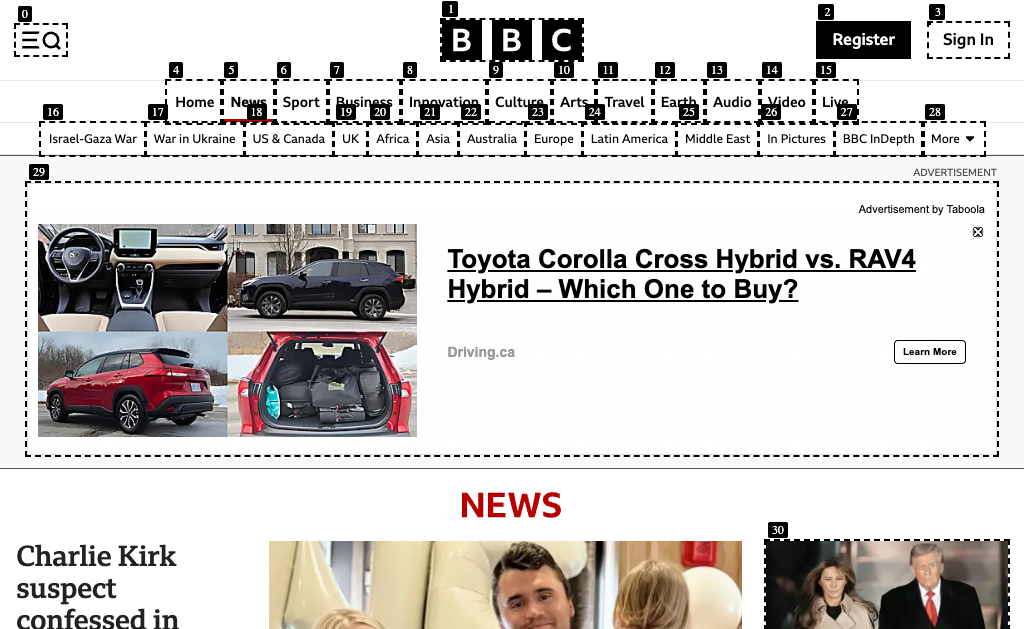 0
1
2
3
BBC
Register
Sign In
4
5
6
7
8
9
10
11
12
13
14
15
Home
News
Sport
Business
Innovation
Culture
Arts
Travel
Earth
Audio
Video
Live
16
17
18
19
20
21
22
23
24
25
26
27
28
Israel-Gaza War
War in Ukraine
US & Canada
UK
Africa
Asia
Australia
Europe
Latin America
Middle East
In Pictures
BBC InDepth
More
29
ADVERTISEMENT
Advertisement by Taboola
Toyota Corolla Cross Hybrid vs. RAV4
Hybrid – Which One to Buy?
Driving.ca
Learn More
NEWS
30
Charlie Kirk
suspect
confessed in